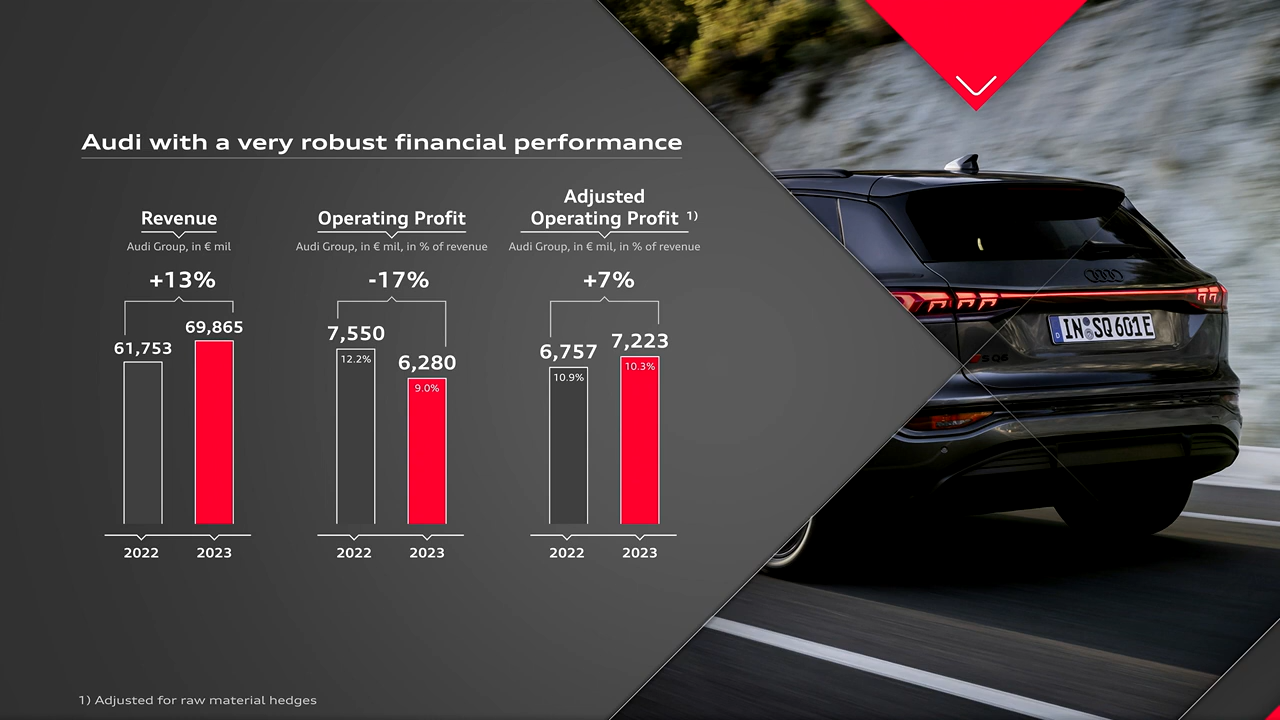 Audi with a very robust financial performance
Revenue
Audi Group, in € mil
+13%
61,753
69,865
2022
2023
Operating Profit
Audi Group, in € mil, in % of revenue
-17%
7,550
12.2%
6,280
9.0%
2022
2023
Adjusted
Operating Profit 1)
Audi Group, in € mil, in % of revenue
+7%
6,757
10.9%
7,223
10.3%
2022
2023
1) Adjusted for raw material hedges
D
IN SQ 601E
SQ6